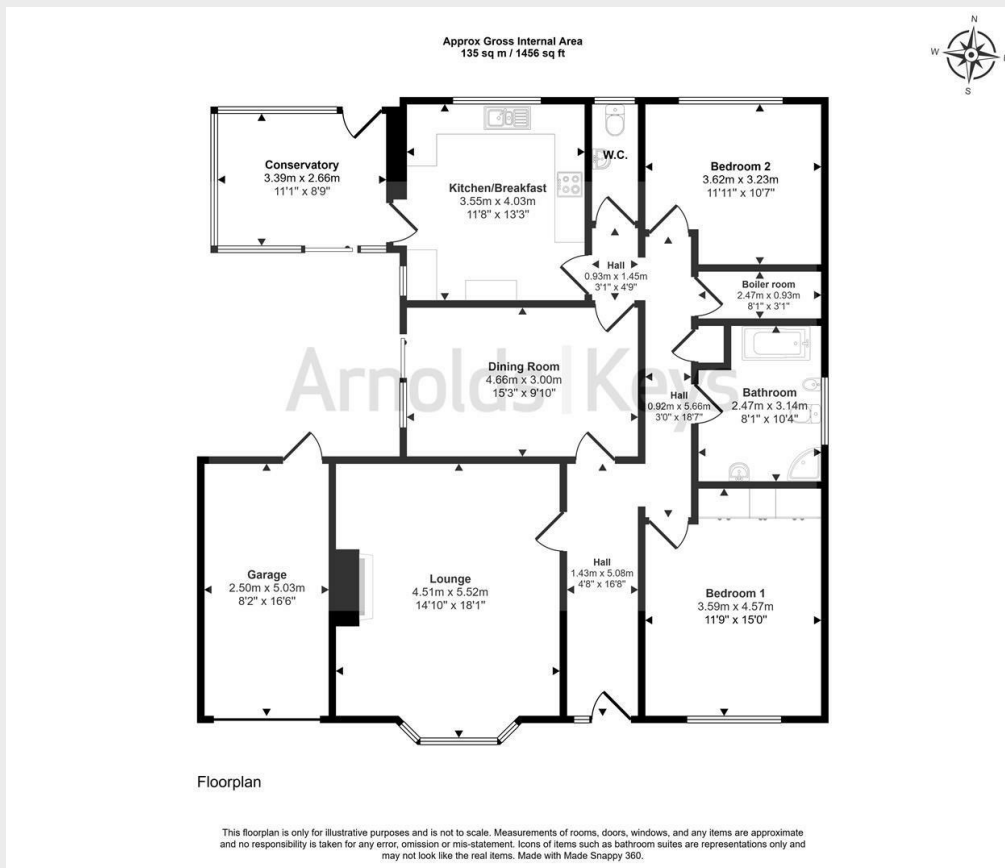 Approx Gross Internal Area
135 sq m / 1456 sq ft
N
W
S
Conservatory
3.39m x 2.66m
11'1" x 8'9"
Kitchen/Breakfast
3.55m x 4.03m
11'8" x 13'3"
W.C.
Bedroom 2
3.62m x 3.23m
11'11" x 10'7"
Hall
0.93m x 1.45m
3'1" x 4'9"
Boiler room
2.47m x 0.93m
8'1" x 3'1"
Dining Room
4.66m x 3.00m
15'3" x 9'10"
Arnolds | Keys
Hall
0.92m x 5.66m
3'0" x 18'7"
Bathroom
2.47m x 3.14m
8'1" x 10'4"
Garage
2.50m x 5.03m
8'2" x 16'6"
Lounge
4.51m x 5.52m
14'10" x 18'1"
Hall
1.43m x 5.08m
4'8" x 16'8"
Bedroom 1
3.59m x 4.57m
11'9" x 15'0"
Floorplan
This floorplan is only for illustrative purposes and is not to scale. Measurements of rooms, doors, windows, and any items are approximate
and no responsibility is taken for any error, omission or mis-statement. Icons of items such as bathroom suites are representations only and
may not look like the real items. Made with Made Snappy 360.